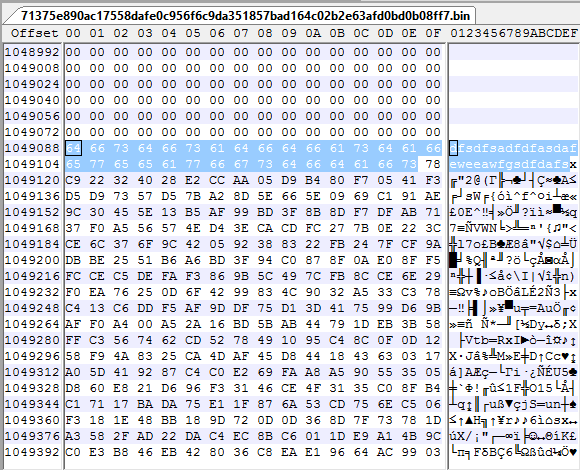 71375e890ac17558dafe0c956f6c9da351857bad164c02b2e63afd0bd0b08ff7.bin
Offset 00 01 02 03 04 05 06 07 08 09 0A 0B 0C 0D 0E 0F 0123456789ABCDEF
1048992 00 00 00 00 00 00 00 00 00 00 00 00 00 00 00 00
1049008 00 00 00 00 00 00 00 00 00 00 00 00 00 00 00 00
1049024 00 00 00 00 00 00 00 00 00 00 00 00 00 00 00 00
1049040 00 00 00 00 00 00 00 00 00 00 00 00 00 00 00 00
1049056 00 00 00 00 00 00 00 00 00 00 00 00 00 00 00 00
1049072 00 00 00 00 00 00 00 00 00 00 00 00 00 00 00 00
1049088 64 66 73 64 66 73 61 64 66 64 66 61 73 64 61 66 dfsdfsadfdfasdaf
1049104 65 77 65 65 61 77 66 67 73 64 66 64 61 66 73 78 eweeawfgsdfdafsx
1049120 C9 22 32 40 28 E2 CC AA 05 D9 B4 80 F7 05 41 F3
1049136 D5 D9 73 57 D5 7B A2 8D 5E 66 5E 09 69 C1 91 AE
1049152 9C 30 45 5E 13 B5 AF 99 BD 3F 8B 8D F7 DF AB 71
1049168 37 F0 A5 56 57 4E D4 3E CA CD FC 27 7B 0E 22 3C
1049184 CE 6C 37 6F 9C 42 05 92 38 83 22 FB 24 7F CF 9A
1049200 DB BE 25 51 B6 A6 BD 3F 94 C0 87 8F 0A E0 8F F5
1049216 FC CE C5 DE FA F3 86 9B 5C 49 7C FB 8C CE 6E 29
1049232 F0 EA 76 25 0D 6F 42 99 83 4C 90 32 A5 33 C3 78
1049248 C4 13 C6 DD F5 AF 9D DF 75 D1 3D 41 75 99 D6 9B
1049264 AF F0 A4 00 A5 2A 16 BD 5B AB 44 79 1D EB 3B 58
1049280 FF C3 56 74 62 CD 52 78 49 10 95 C4 8C 0F 0D 12
1049296 58 F9 4A 83 25 CA 4D AF 45 D8 44 18 43 63 03 17
1049312 A0 5D 41 92 87 C4 C0 E2 69 FA A8 A5 90 55 35 05
1049328 D8 60 E8 21 D6 96 F3 31 46 CE 4F 31 35 C0 8F B4
1049344 C1 71 17 BA DA 75 E1 1F 87 6A 53 CD 75 6E C5 06
1049360 F3 18 1E 48 BB 18 9D 72 0D 0D 36 8D 7F 73 78 1D
1049376 A3 58 2F AD 22 DA C4 EC 8B C6 01 1D E9 A1 4B 9C
1049392 C0 E3 B8 46 EB 42 80 36 C8 EA E1 96 64 AC 99 03